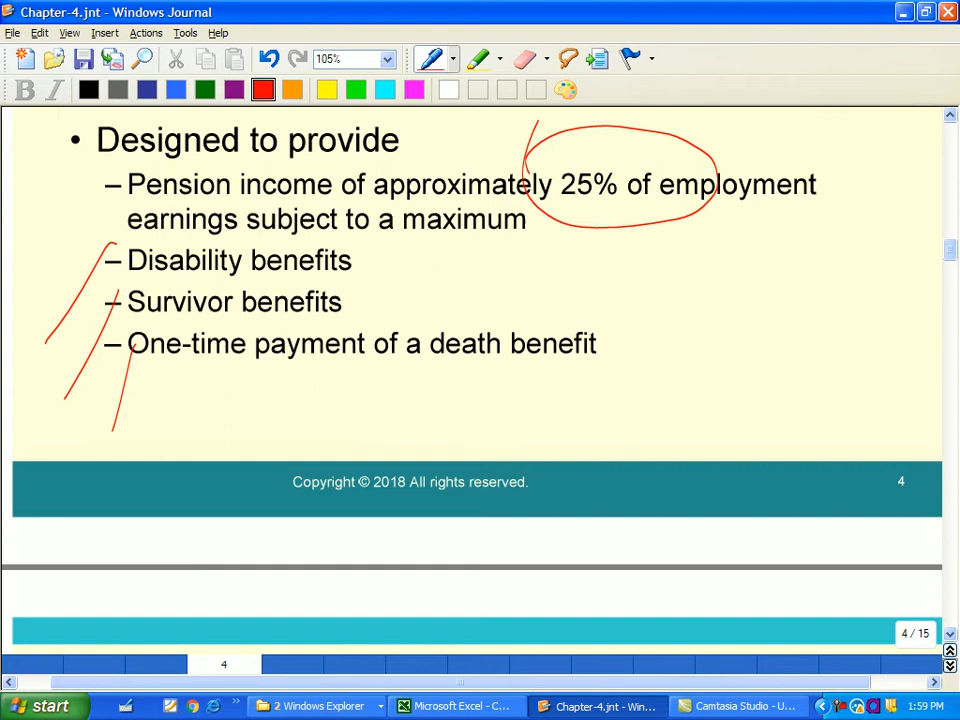 Chapter-4.jnt - Windows Journal
File Edit View Insert Actions Tools Help
105%
B I
• Designed to provide
– Pension income of approximately 25% of employment
earnings subject to a maximum
– Disability benefits
– Survivor benefits
– One-time payment of a death benefit
Copyright © 2018 All rights reserved.
4
4 / 15
4
start
2 Windows Explorer
Microsoft Excel - C...
Chapter-4.jnt - Win...
Camtasia Studio - U...
1:59 PM